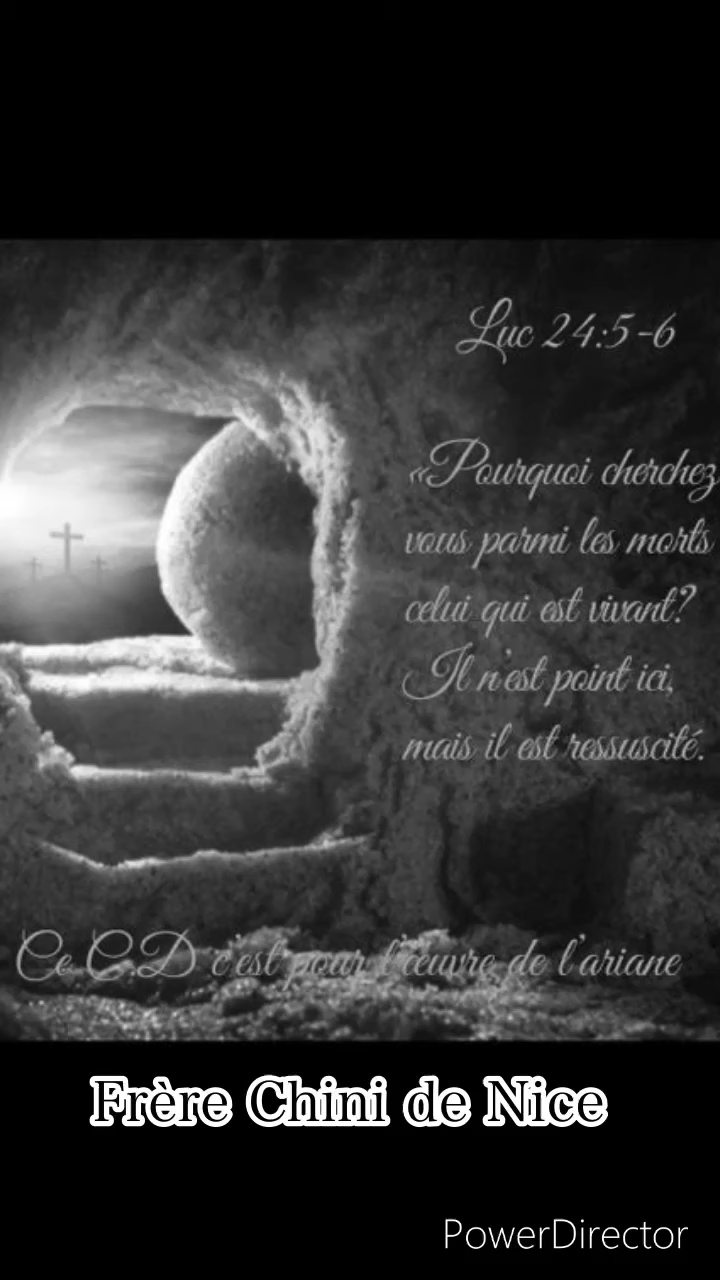 Luc 24:5-6
«Pourquoi cherchez
vous parmi les morts
celui qui est vivant?
Il n'est point ici,
mais il est ressuscité.
Ce C.D c'est pour l'œuvre de l'ariane
Frère Chini de Nice
PowerDirector